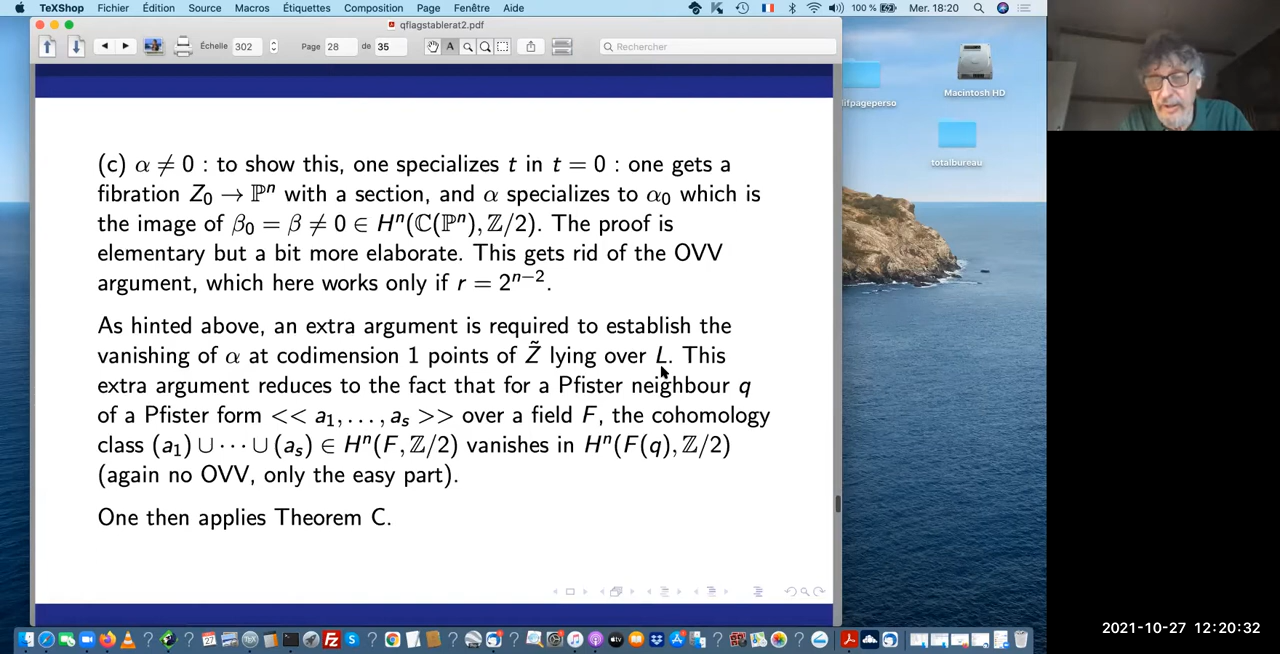 TeXShop Fichier Édition Source Macros Étiquettes Composition Page Fenêtre Aide 100 % Mer. 18:20
qflagstablerat2.pdf
Échelle 302 Page 28 de 35 Rechercher
Macintosh HD
lifpageperso
totalbureau
(c) α ≠ 0 : to show this, one specializes t in t = 0 : one gets a
fibration Z₀ → ℙⁿ with a section, and α specializes to α₀ which is
the image of β₀ = β ≠ 0 ∈ Hⁿ(ℂ(ℙⁿ), ℤ/2). The proof is
elementary but a bit more elaborate. This gets rid of the OVV
argument, which here works only if r = 2ⁿ⁻².
As hinted above, an extra argument is required to establish the
vanishing of α at codimension 1 points of Z̃ lying over L. This
extra argument reduces to the fact that for a Pfister neighbour q
of a Pfister form << a₁, . . . , aₛ >> over a field F, the cohomology
class (a₁) ∪ · · · ∪ (aₛ) ∈ Hⁿ(F, ℤ/2) vanishes in Hⁿ(F(q), ℤ/2)
(again no OVV, only the easy part).
One then applies Theorem C.
2021-10-27 12:20:32